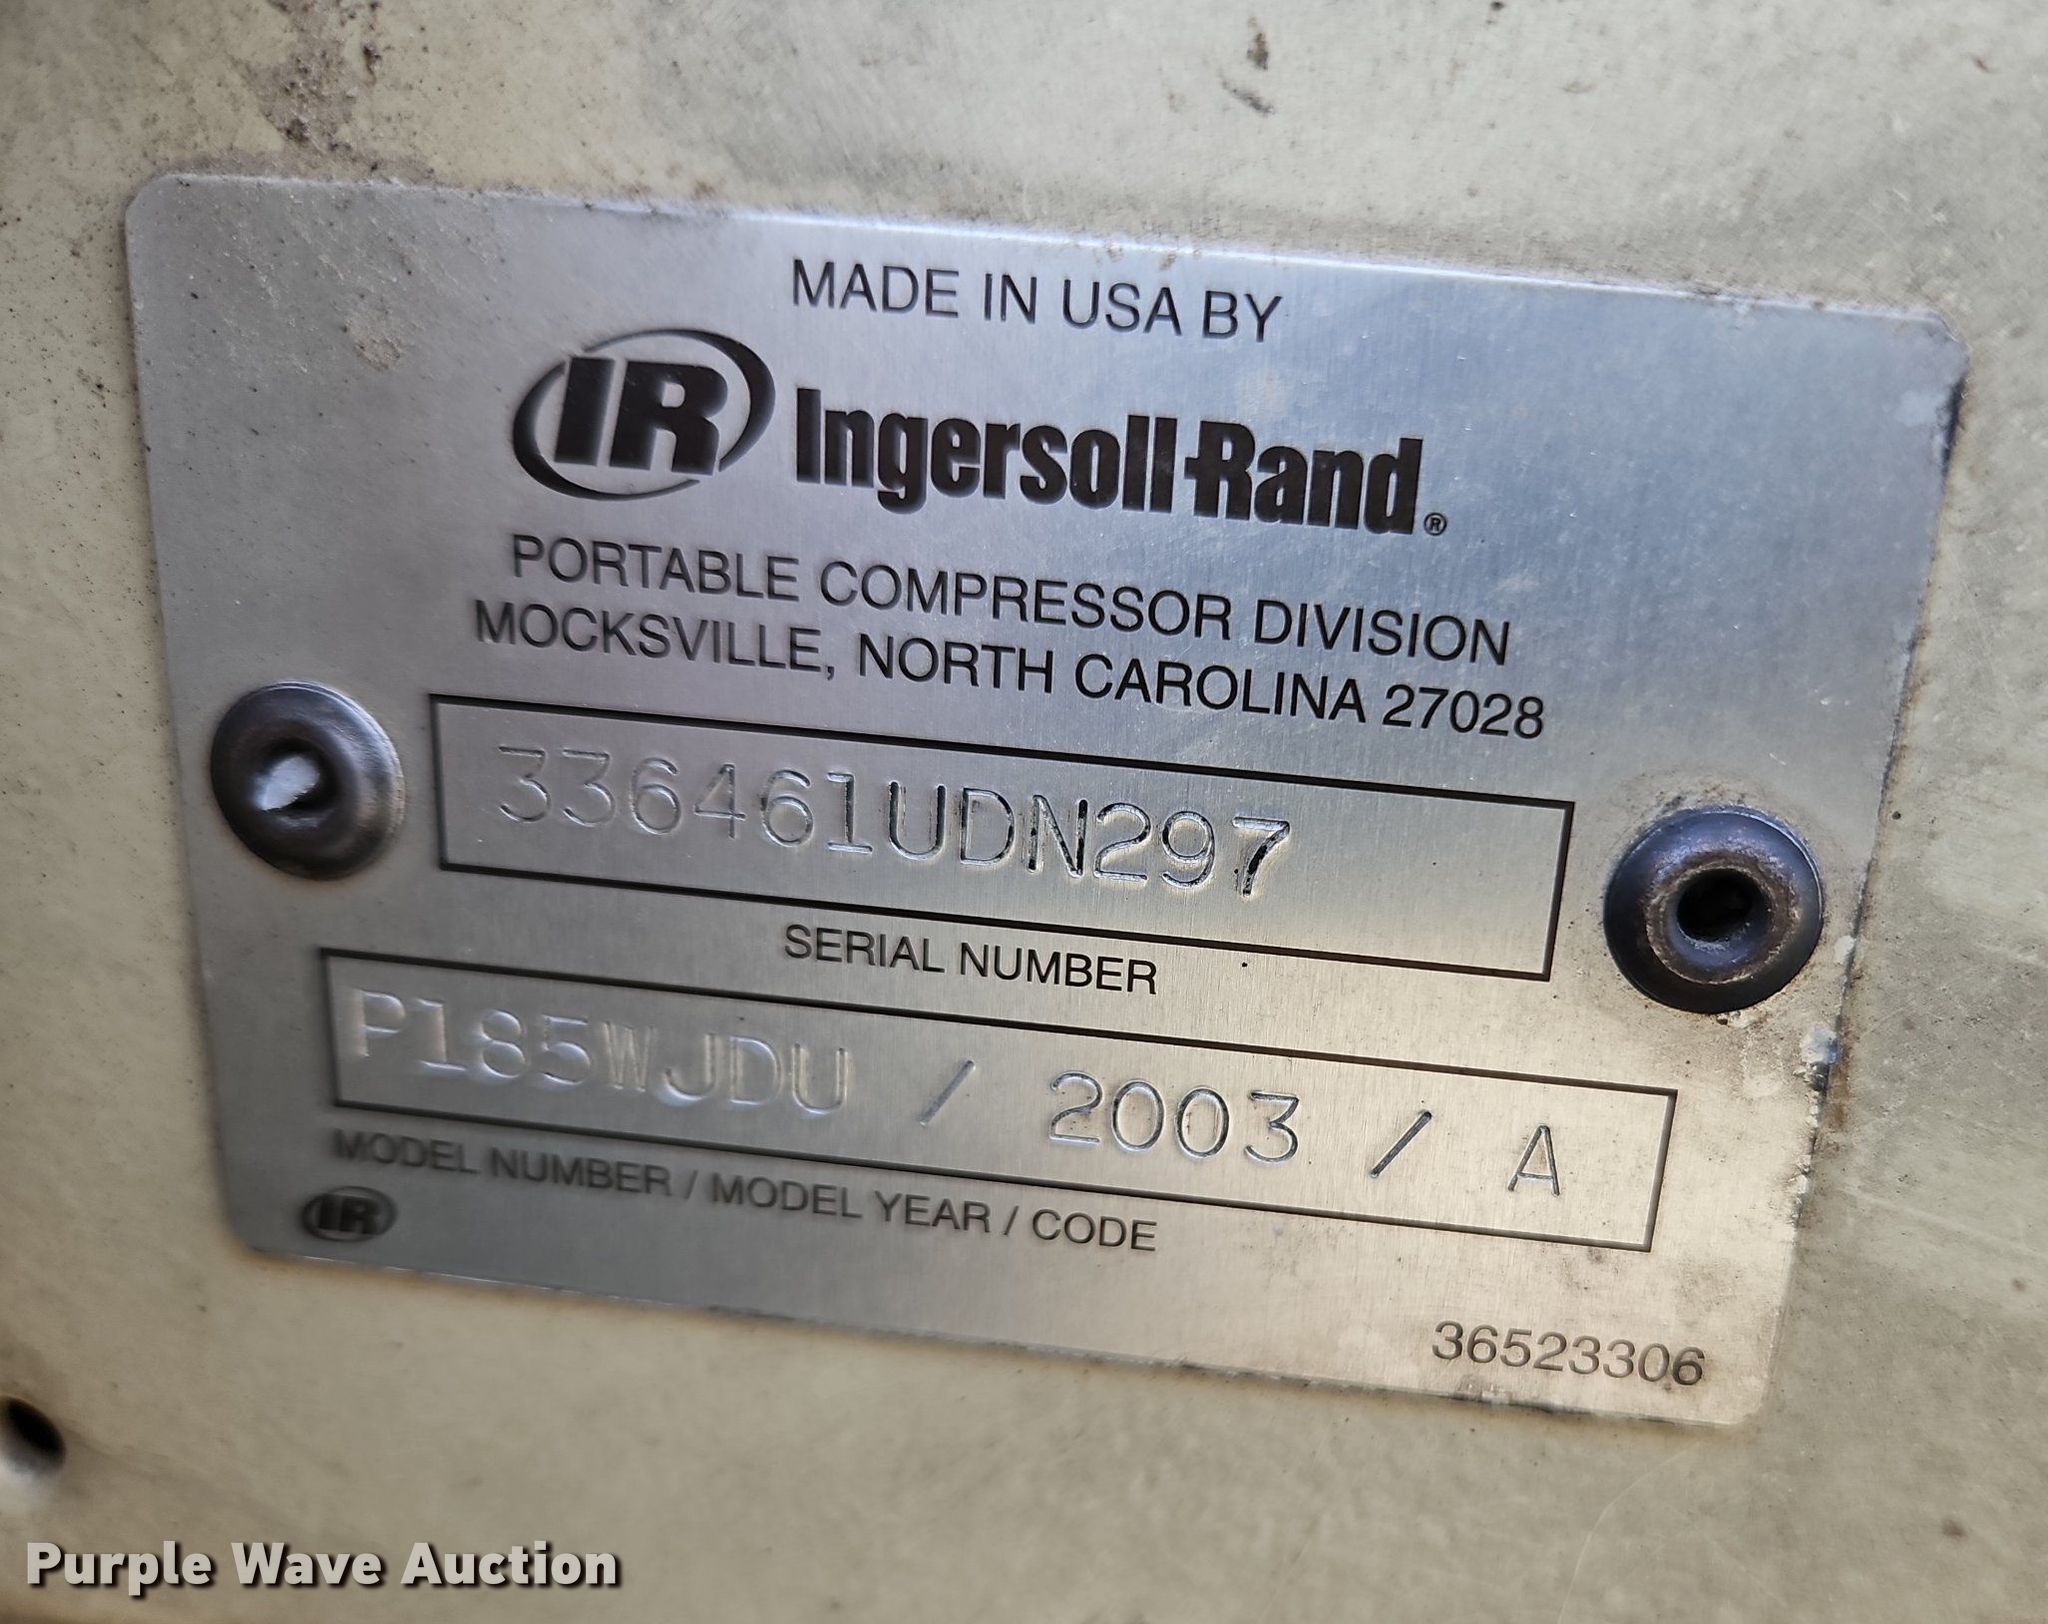 MADE IN USA BY
IR Ingersoll-Rand®
PORTABLE COMPRESSOR DIVISION
MOCKSVILLE, NORTH CAROLINA 27028
336461UDN297
SERIAL NUMBER
P185WJDU / 2003 / A
MODEL NUMBER / MODEL YEAR / CODE
IR
36523306
Purple Wave Auction